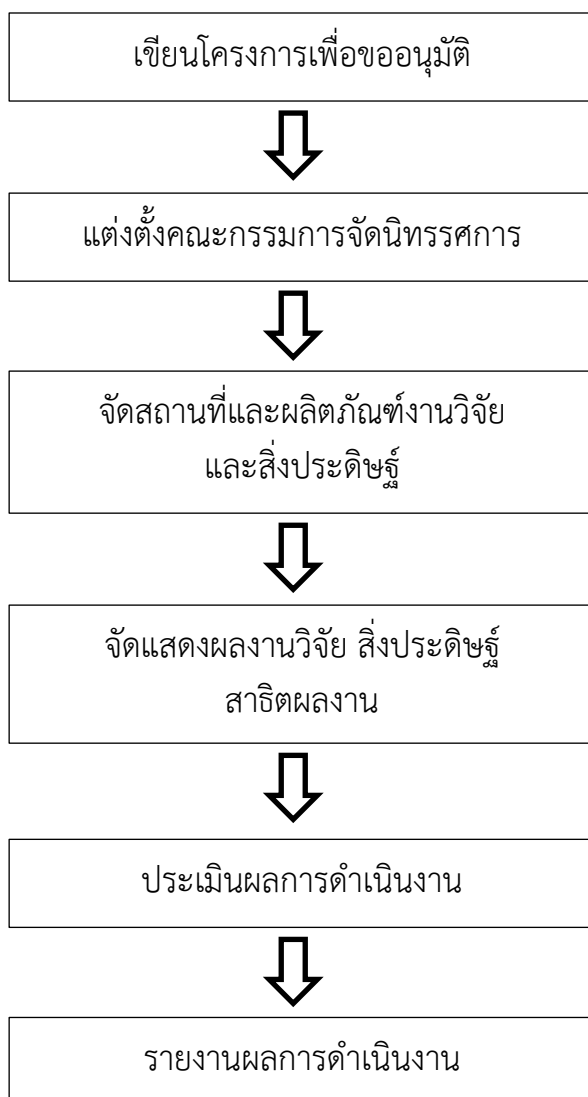 เขียนโครงการเพื่อขออนุมัติ
แต่งตั้งคณะกรรมการจัดนิทรรศการ
จัดสถานที่และผลิตภัณฑ์งานวิจัย
และสิ่งประดิษฐ์
จัดแสดงผลงานวิจัย สิ่งประดิษฐ์
สาธิตผลงาน
ประเมินผลการดำเนินงาน
รายงานผลการดำเนินงาน